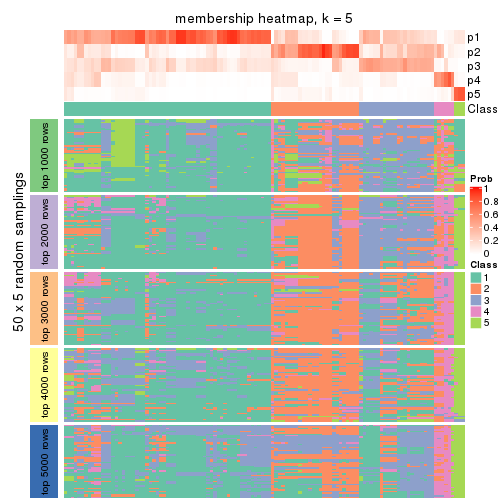 membership heatmap, k = 5
p1
p2
p3
p4
p5
Class
50 x 5 random samplings
top 1000 rows
top 2000 rows
top 3000 rows
top 4000 rows
top 5000 rows
Prob
1
0.8
0.6
0.4
0.2
0
Class
1
2
3
4
5